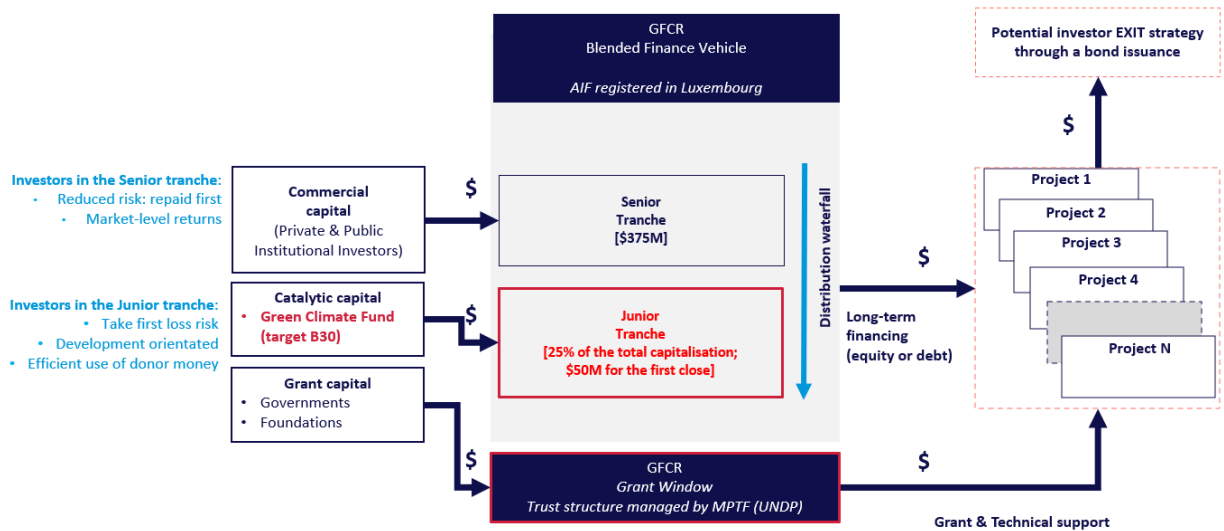 GFCR
Blended Finance Vehicle
AIF registered in Luxembourg
Potential investor EXIT strategy
through a bond issuance
$
Investors in the Senior tranche:
- Reduced risk: repaid first
- Market-level returns
Commercial
capital
(Private & Public
Institutional Investors)
$
Senior
Tranche
[$375M]
Distribution waterfall
$
Long-term
financing
(equity or debt)
Project 1
Project 2
Project 3
Project 4
Project N
Investors in the Junior tranche:
• Take first loss risk
• Development orientated
• Efficient use of donor money
Catalytic capital
• Green Climate Fund
(target B30)
$
Junior
Tranche
[25% of the total capitalisation;
$50M for the first close]
Grant capital
• Governments
• Foundations
$
GFCR
Grant Window
Trust structure managed by MPTF (UNDP)
$
Grant & Technical support